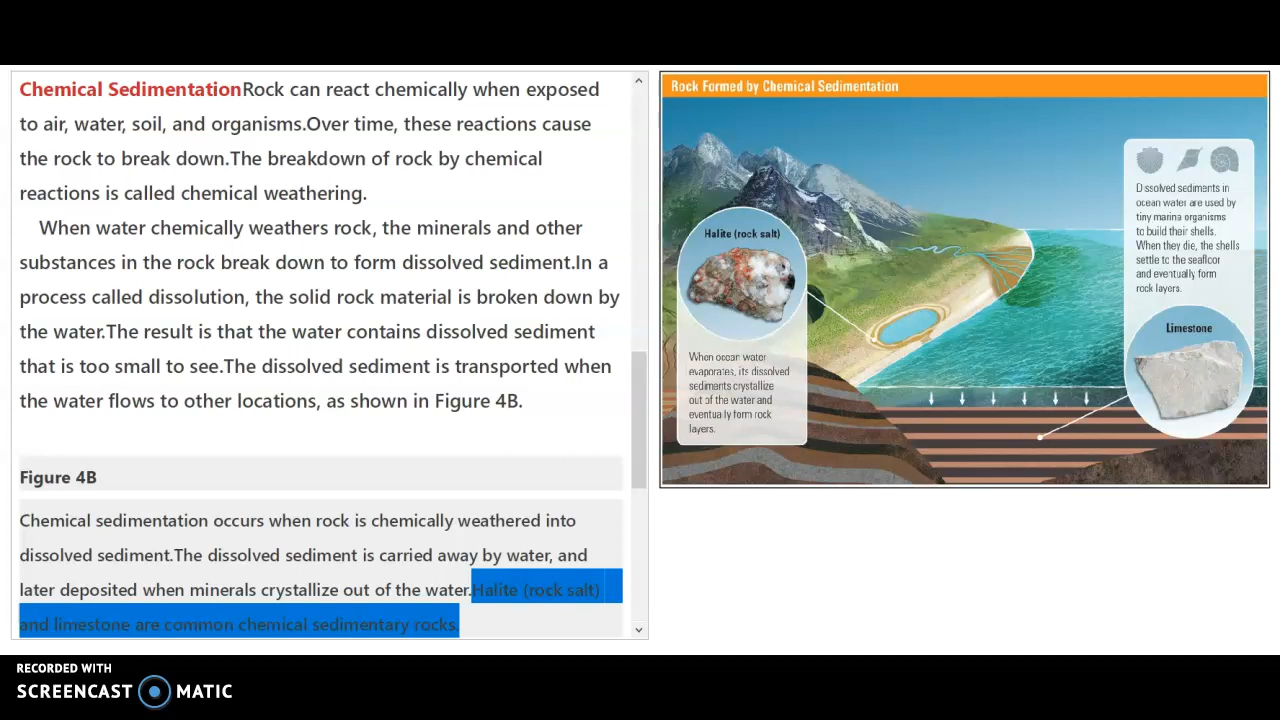 Chemical SedimentationRock can react chemically when exposed
to air, water, soil, and organisms.Over time, these reactions cause
the rock to break down.The breakdown of rock by chemical
reactions is called chemical weathering.
When water chemically weathers rock, the minerals and other
substances in the rock break down to form dissolved sediment.In a
process called dissolution, the solid rock material is broken down by
the water.The result is that the water contains dissolved sediment
that is too small to see.The dissolved sediment is transported when
the water flows to other locations, as shown in Figure 4B.
Figure 4B
Chemical sedimentation occurs when rock is chemically weathered into
dissolved sediment.The dissolved sediment is carried away by water, and
later deposited when minerals crystallize out of the water.Halite (rock salt)
and limestone are common chemical sedimentary rocks.
Rock Formed by Chemical Sedimentation
Halite (rock salt)
When ocean water
evaporates, its dissolved
sediments crystallize
out of the water and
eventually form rock
layers.
Dissolved sediments in
ocean water are used by
tiny marina organisms
to build their shells.
When they die, the shells
settle to the seafloor
and eventually form
rock layers.
Limestone
RECORDED WITH
SCREENCAST MATIC